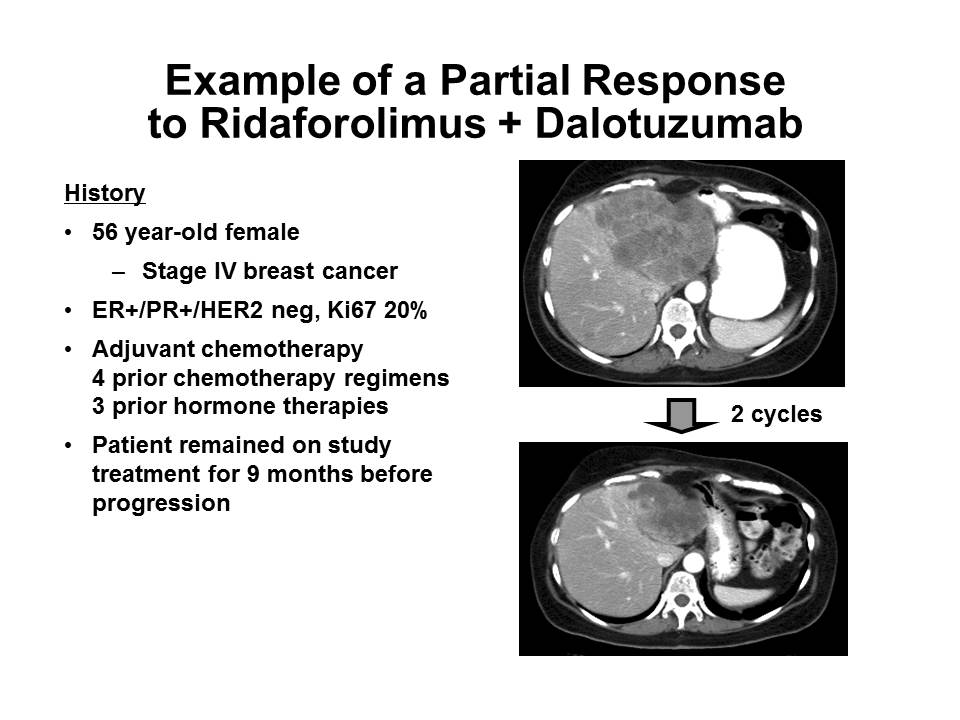 Example of a Partial Response
to Ridaforolimus + Dalotuzumab
History
• 56 year-old female
– Stage IV breast cancer
• ER+/PR+/HER2 neg, Ki67 20%
• Adjuvant chemotherapy
4 prior chemotherapy regimens
3 prior hormone therapies
• Patient remained on study
treatment for 9 months before
progression
2 cycles